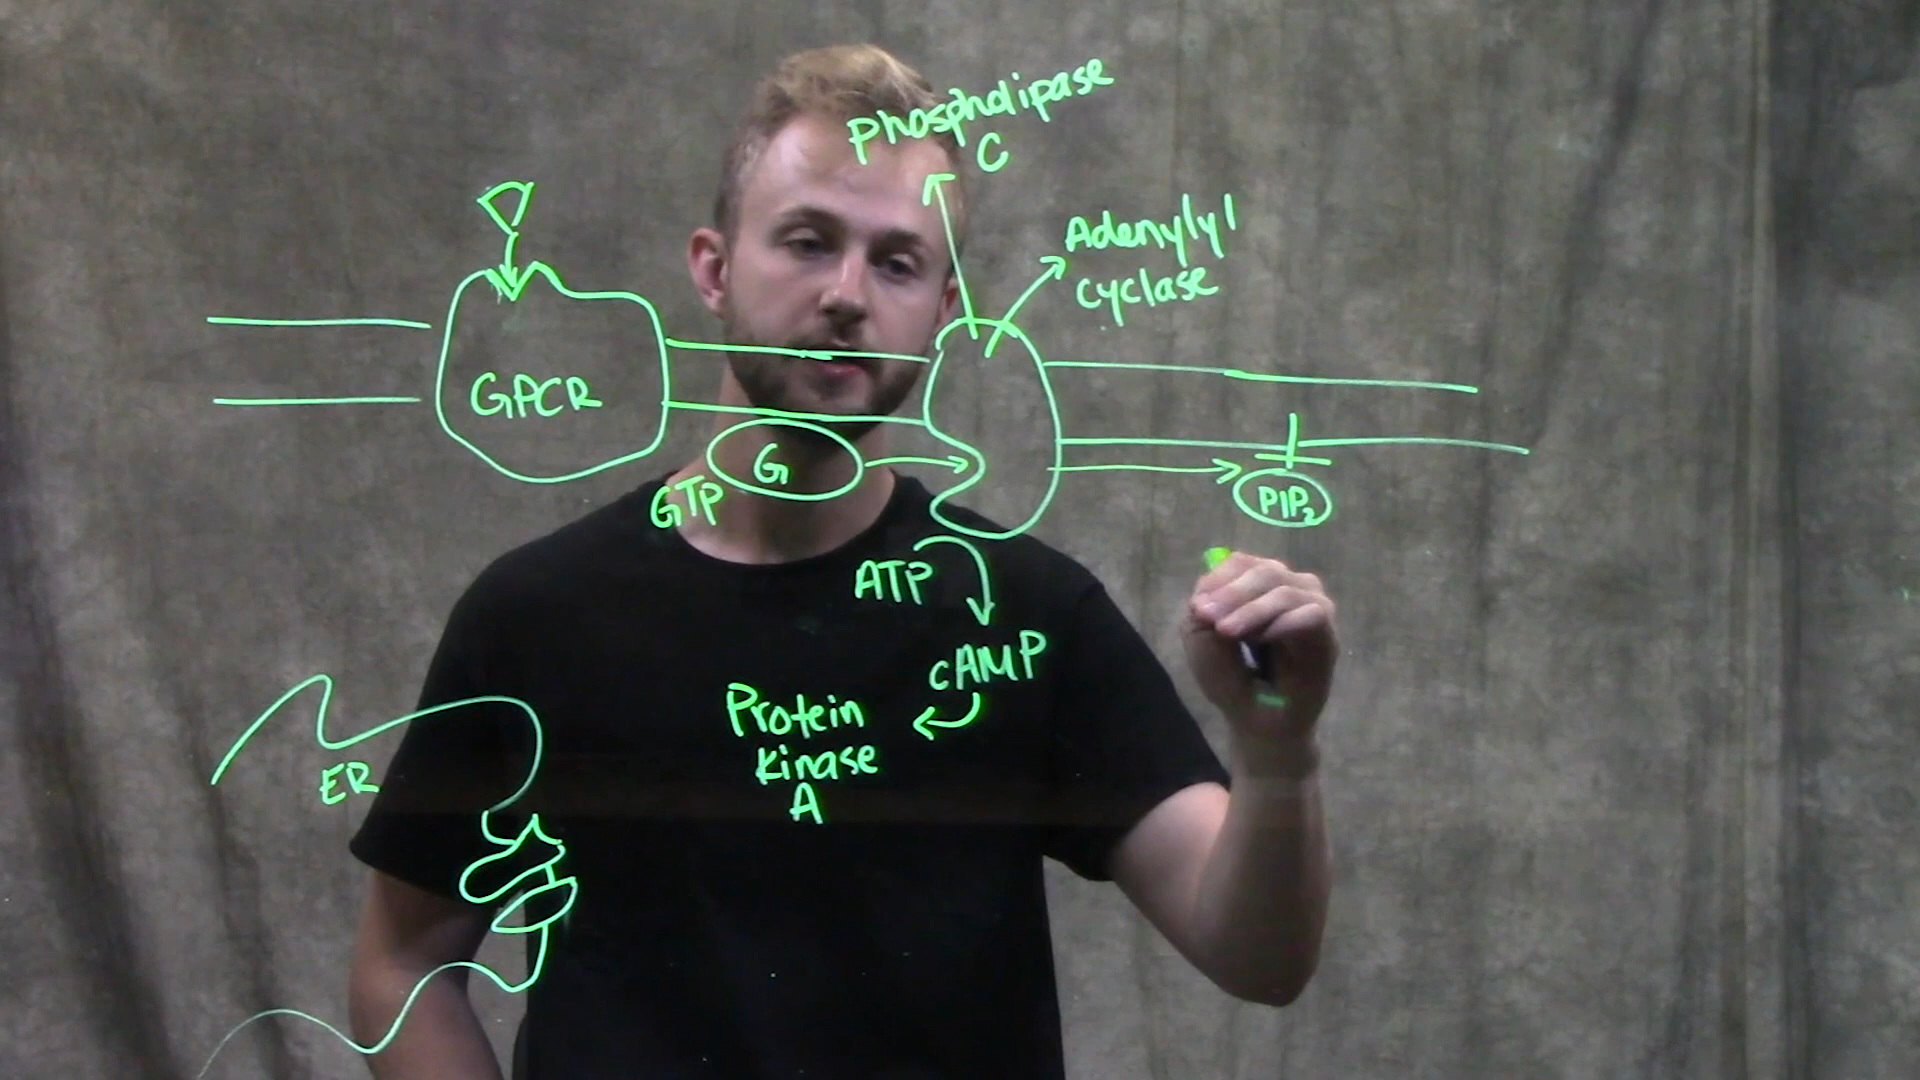 Phospholipase
C
Adenylyl
cyclase
GPCR
G
GTP
PIP₂
ATP
cAMP
Protein
kinase
A
ER